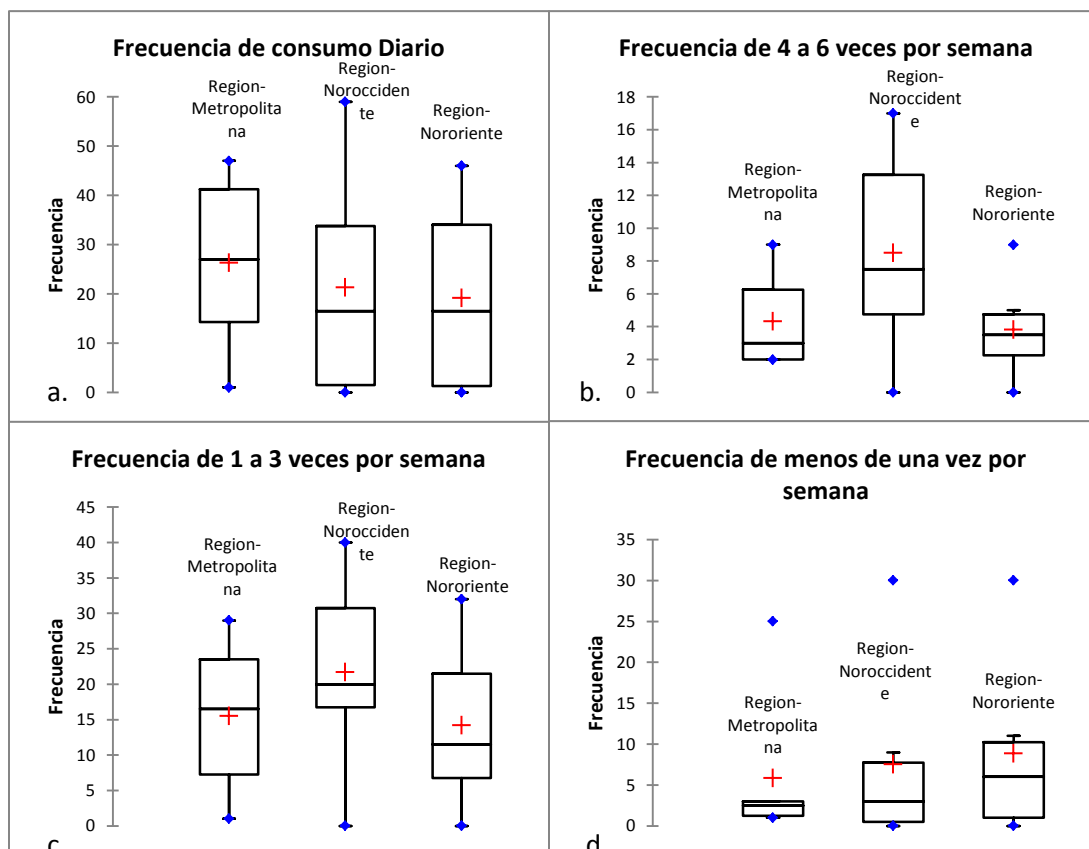 Frecuencia de consumo Diario
Region-
Metropolita
na
Region-
Norocciden
te
Region-
Nororiente
Frecuencia
60
50
40
30
20
10
0
a.
Frecuencia de 4 a 6 veces por semana
Region-
Metropolita
na
Region-
Noroccident
e
Region-
Nororiente
Frecuencia
18
16
14
12
10
8
6
4
2
0
b.
Frecuencia de 1 a 3 veces por semana
Region-
Metropolita
na
Region-
Norocciden
te
Region-
Nororiente
Frecuencia
45
40
35
30
25
20
15
10
5
0
c.
Frecuencia de menos de una vez por
semana
Region-
Metropolita
na
Region-
Noroccident
e
Region-
Nororiente
Frecuencia
35
30
25
20
15
10
5
0
d